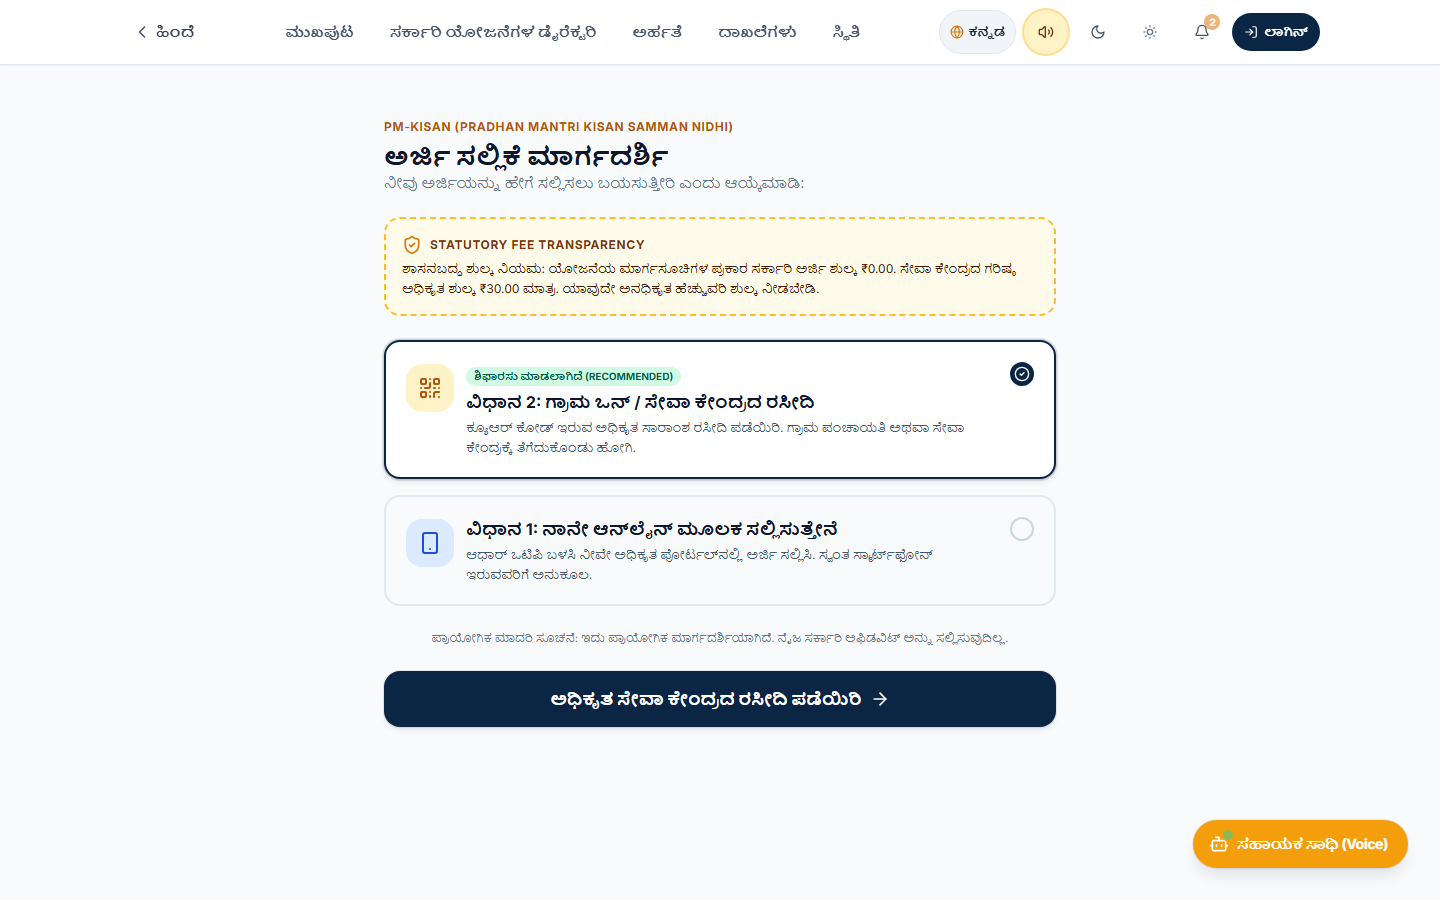 ಹಿಂದೆ
ಮುಖಪುಟ
ಸರ್ಕಾರಿ ಯೋಜನೆಗಳ ಡೈರೆಕ್ಟರಿ
ಅರ್ಹತೆ
ದಾಖಲೆಗಳು
ಸ್ಥಿತಿ
ಕನ್ನಡ
2
ಲಾಗಿನ್
PM-KISAN (PRADHAN MANTRI KISAN SAMMAN NIDHI)
ಅರ್ಜಿ ಸಲ್ಲಿಕೆ ಮಾರ್ಗದರ್ಶಿ
ನೀವು ಅರ್ಜಿಯನ್ನು ಹೇಗೆ ಸಲ್ಲಿಸಲು ಬಯಸುತ್ತೀರಿ ಎಂದು ಆಯ್ಕೆಮಾಡಿ:
STATUTORY FEE TRANSPARENCY
ಶಾಸನಬದ್ಧ ಶುಲ್ಕ ನಿಯಮ: ಯೋಜನೆಯ ಮಾರ್ಗಸೂಚಿಗಳ ಪ್ರಕಾರ ಸರ್ಕಾರಿ ಅರ್ಜಿ ಶುಲ್ಕ ₹0.00. ಸೇವಾ ಕೇಂದ್ರದ ಗರಿಷ್ಠ
ಅಧಿಕೃತ ಶುಲ್ಕ ₹30.00 ಮಾತ್ರ. ಯಾವುದೇ ಅನಧಿಕೃತ ಹೆಚ್ಚುವರಿ ಶುಲ್ಕ ನೀಡಬೇಡಿ.
ಶಿಫಾರಸು ಮಾಡಲಾಗಿದೆ (RECOMMENDED)
ವಿಧಾನ 2: ಗ್ರಾಮ ಒನ್ / ಸೇವಾ ಕೇಂದ್ರದ ರಸೀದಿ
ಕ್ಯೂಆರ್ ಕೋಡ್ ಇರುವ ಅಧಿಕೃತ ಸಾರಾಂಶ ರಸೀದಿ ಪಡೆಯಿರಿ. ಗ್ರಾಮ ಪಂಚಾಯತಿ ಅಥವಾ ಸೇವಾ
ಕೇಂದ್ರಕ್ಕೆ ತೆಗೆದುಕೊಂಡು ಹೋಗಿ.
ವಿಧಾನ 1: ನಾನೇ ಆನ್‌ಲೈನ್ ಮೂಲಕ ಸಲ್ಲಿಸುತ್ತೇನೆ
ಆಧಾರ್ ಒಟಿಪಿ ಬಳಸಿ ನೀವೇ ಅಧಿಕೃತ ಪೋರ್ಟಲ್‌ನಲ್ಲಿ ಅರ್ಜಿ ಸಲ್ಲಿಸಿ. ಸ್ವಂತ ಸ್ಮಾರ್ಟ್‌ಫೋನ್
ಇರುವವರಿಗೆ ಅನುಕೂಲ.
ಪ್ರಾಯೋಗಿಕ ಮಾದರಿ ಸೂಚನೆ: ಇದು ಪ್ರಾಯೋಗಿಕ ಮಾರ್ಗದರ್ಶಿಯಾಗಿದೆ. ನೈಜ ಸರ್ಕಾರಿ ಅಫಿಡವಿಟ್ ಅನ್ನು ಸಲ್ಲಿಸುವುದಿಲ್ಲ.
ಅಧಿಕೃತ ಸೇವಾ ಕೇಂದ್ರದ ರಸೀದಿ ಪಡೆಯಿರಿ
ಸಹಾಯಕ ಸಾಥಿ (Voice)